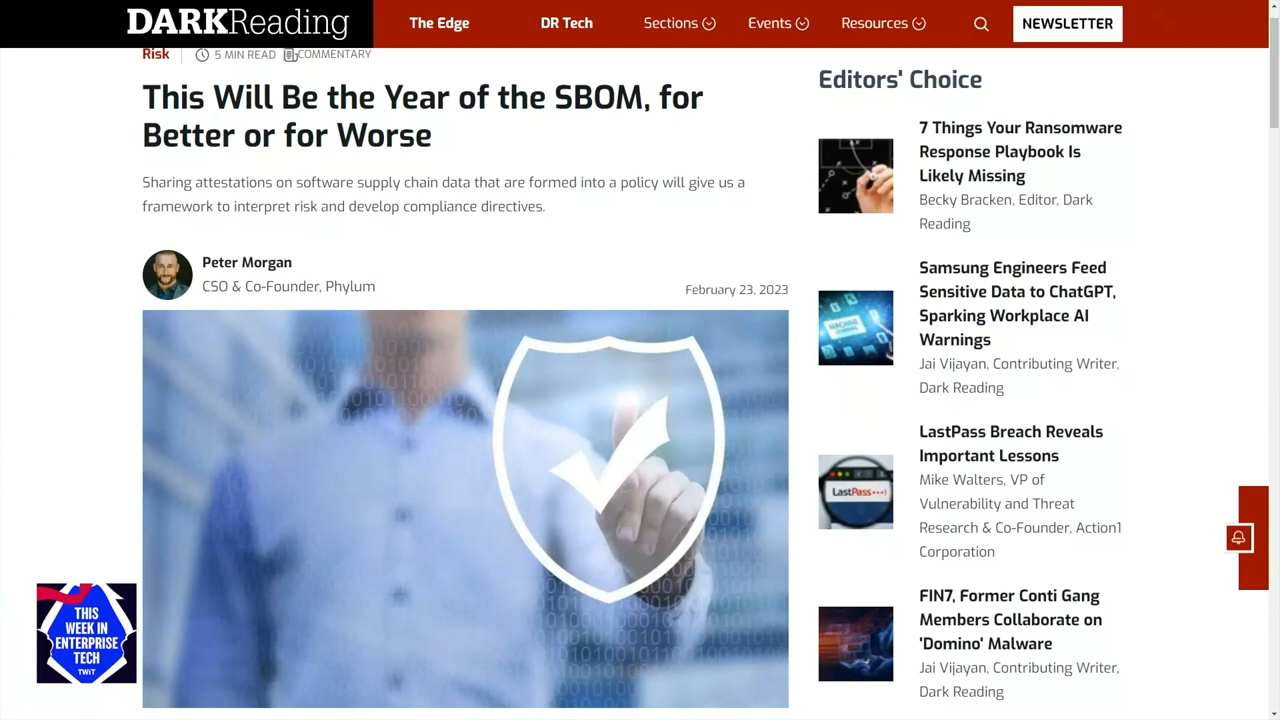 DARKReading
The Edge
DR Tech
Sections
Events
Resources
NEWSLETTER
Risk
5 MIN READ
COMMENTARY
This Will Be the Year of the SBOM, for
Better or for Worse
Sharing attestations on software supply chain data that are formed into a policy will give us a
framework to interpret risk and develop compliance directives.
Peter Morgan
CSO & Co-Founder, Phylum
February 23, 2023
THIS
WEEK IN
ENTERPRISE
TECH
TWiT
Editors' Choice
7 Things Your Ransomware
Response Playbook Is
Likely Missing
Becky Bracken, Editor, Dark
Reading
Samsung Engineers Feed
Sensitive Data to ChatGPT,
Sparking Workplace AI
Warnings
Jai Vijayan, Contributing Writer,
Dark Reading
MACHINE
LEARNING
LastPass Breach Reveals
Important Lessons
Mike Walters, VP of
Vulnerability and Threat
Research & Co-Founder, Action1
Corporation
LastPass
FIN7, Former Conti Gang
Members Collaborate on
'Domino' Malware
Jai Vijayan, Contributing Writer,
Dark Reading